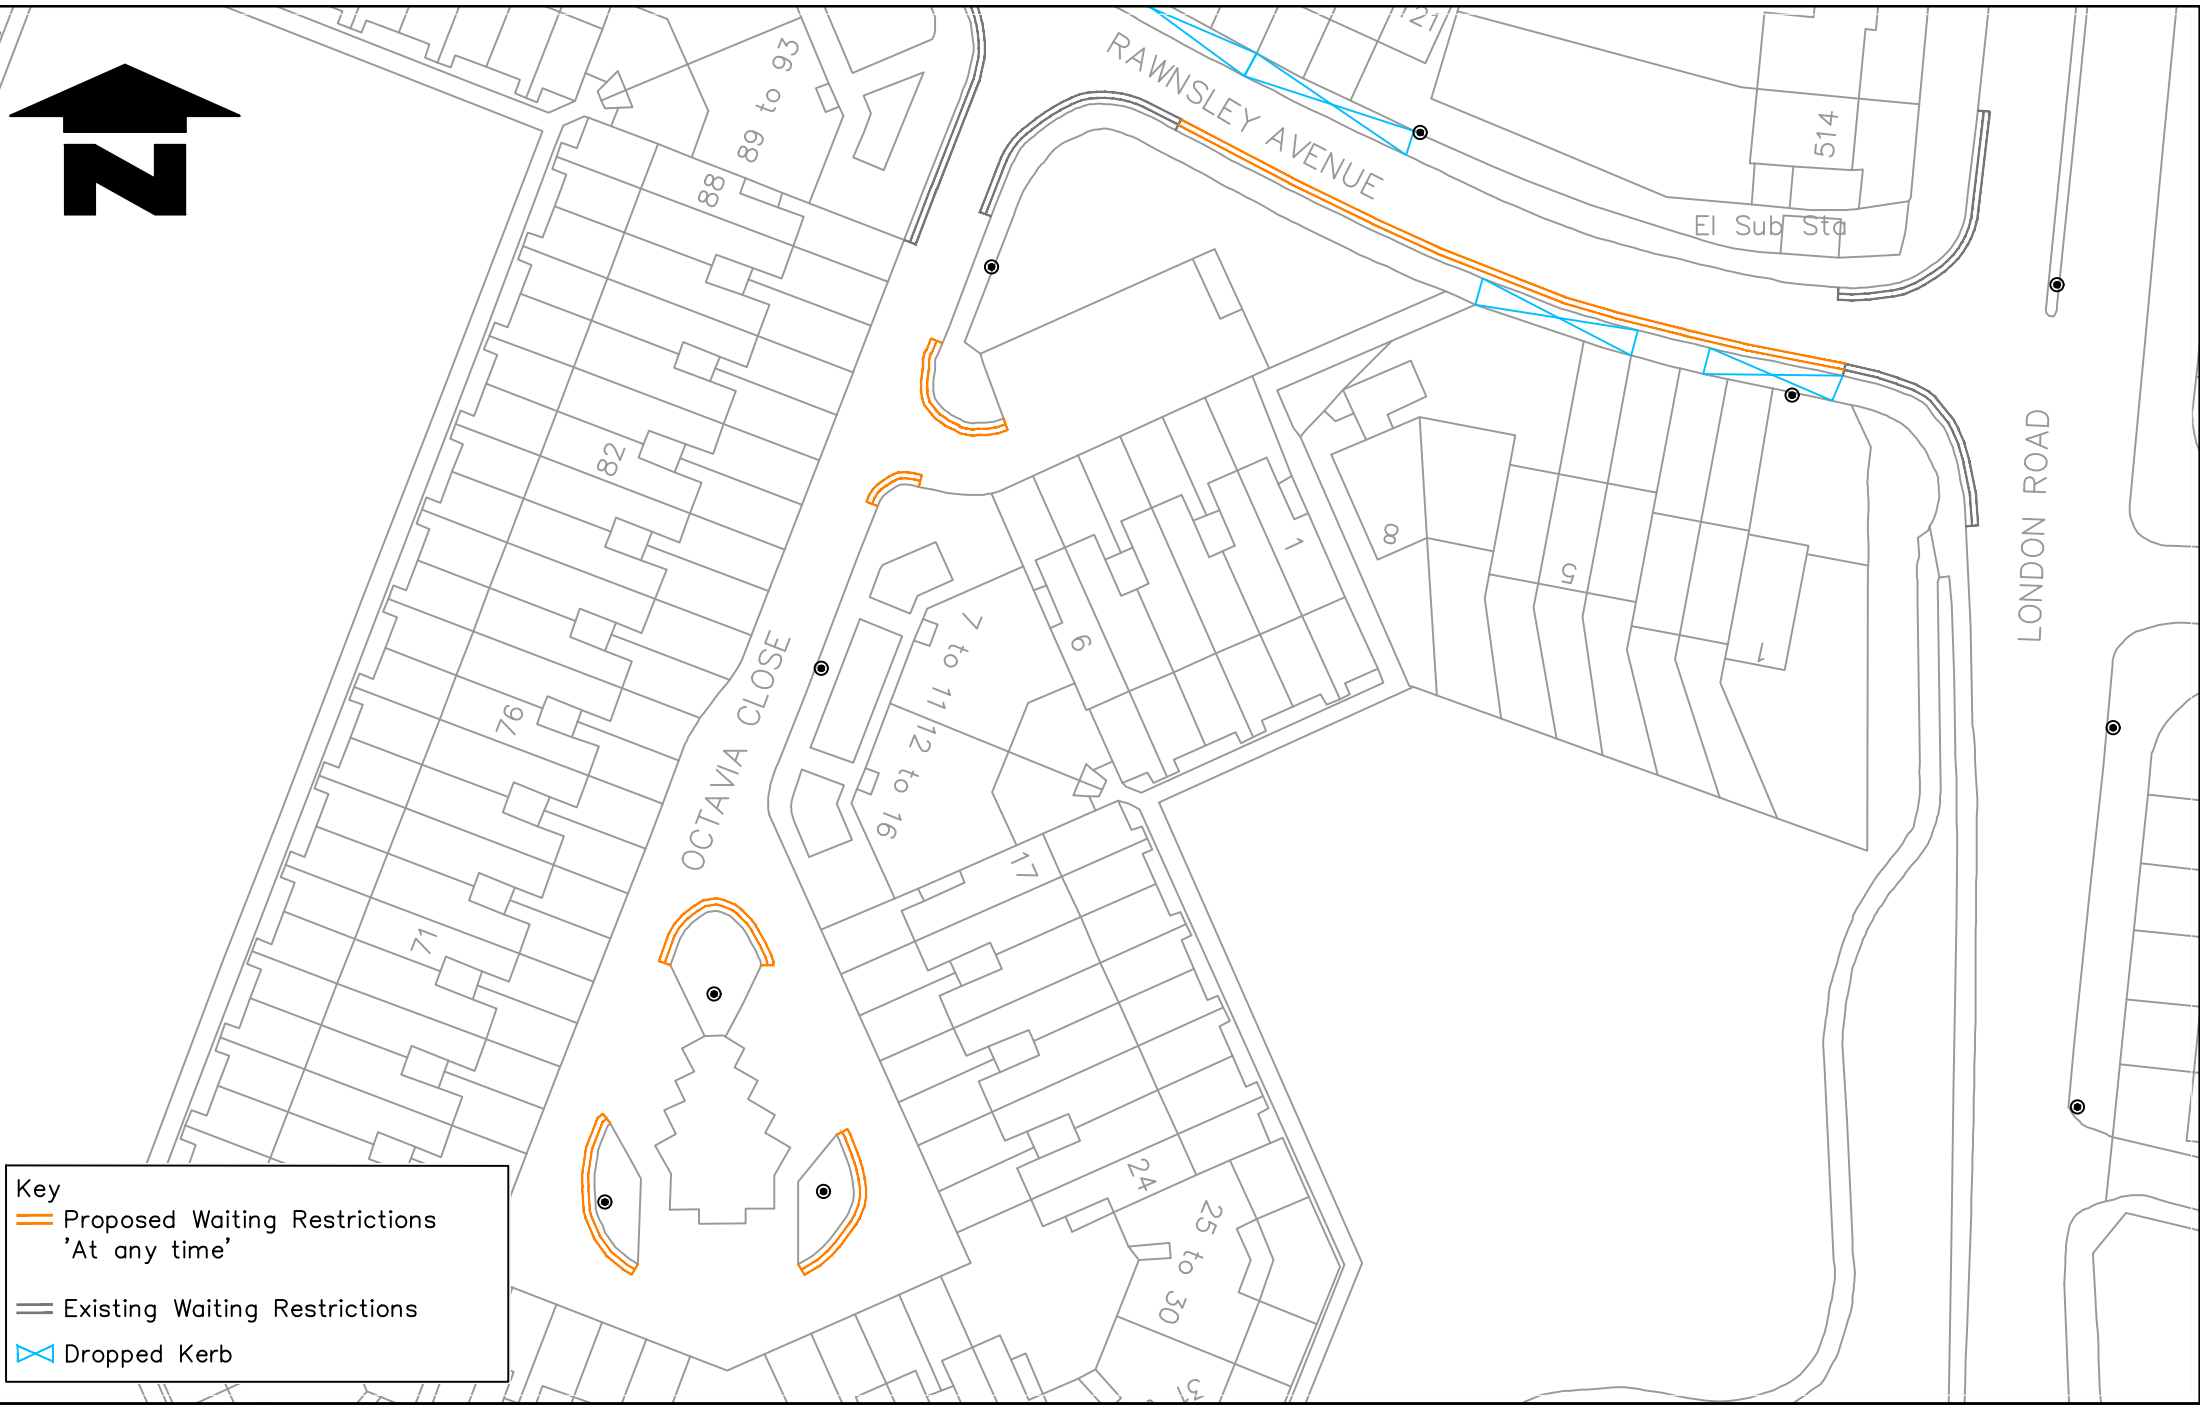 121
RAWNSLEY AVENUE
89 to 93
88
514
El Sub Sta
N
82
LONDON ROAD
8
1
5
6
1
7 to 11
OCTAVIA CLOSE
76
12 to 16
17
71
24
25 to 30
Key
Proposed Waiting Restrictions
'At any time'
Existing Waiting Restrictions
Dropped Kerb